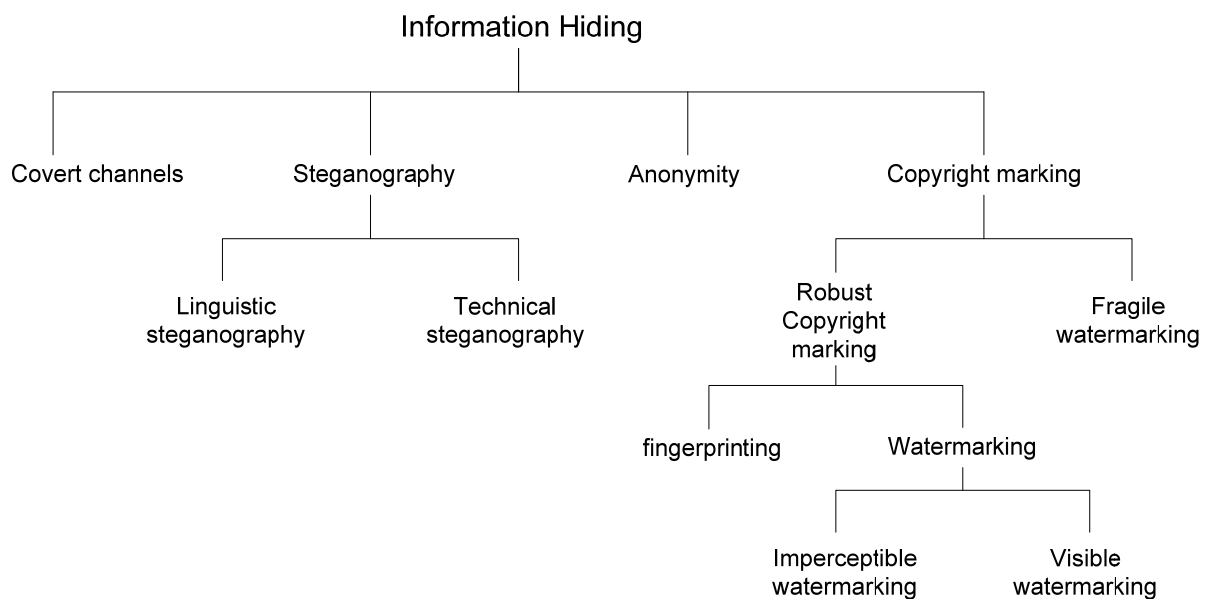 Information Hiding
Covert channels
Steganography
Anonymity
Copyright marking
Linguistic
steganography
Technical
steganography
Robust
Copyright
marking
Fragile
watermarking
fingerprinting
Watermarking
Imperceptible
watermarking
Visible
watermarking